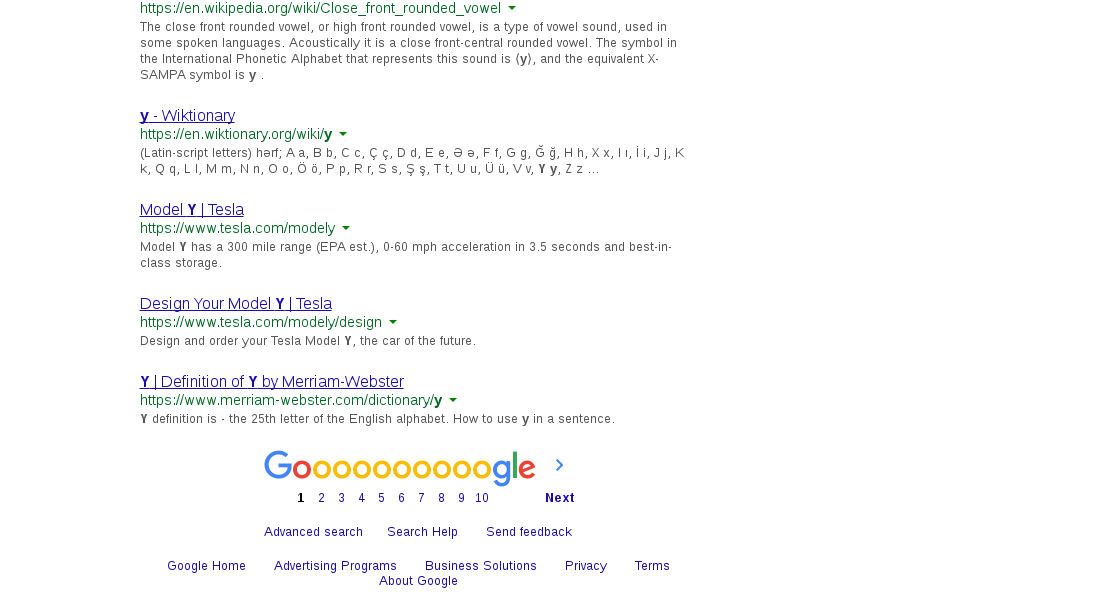 https://en.wikipedia.org/wiki/Close_front_rounded_vowel
The close front rounded vowel, or high front rounded vowel, is a type of vowel sound, used in
some spoken languages. Acoustically it is a close front-central rounded vowel. The symbol in
the International Phonetic Alphabet that represents this sound is ⟨y⟩, and the equivalent X-
SAMPA symbol is y .
y - Wiktionary
https://en.wiktionary.org/wiki/y
(Latin-script letters) hərf; A a, B b, C c, Ç ç, D d, E e, Ə ə, F f, G g, Ğ ğ, H h, X x, I ı, İ i, J j, K
k, Q q, L l, M m, N n, O o, Ö ö, P p, R r, S s, Ş ş, T t, U u, Ü ü, V v, Y y, Z z ...
Model Y | Tesla
https://www.tesla.com/modely
Model Y has a 300 mile range (EPA est.), 0-60 mph acceleration in 3.5 seconds and best-in-
class storage.
Design Your Model Y | Tesla
https://www.tesla.com/modely/design
Design and order your Tesla Model Y, the car of the future.
Y | Definition of Y by Merriam-Webster
https://www.merriam-webster.com/dictionary/y
Y definition is - the 25th letter of the English alphabet. How to use y in a sentence.
Goooooooooogle
1 2 3 4 5 6 7 8 9 10 Next
Advanced search Search Help Send feedback
Google Home Advertising Programs Business Solutions Privacy Terms
About Google